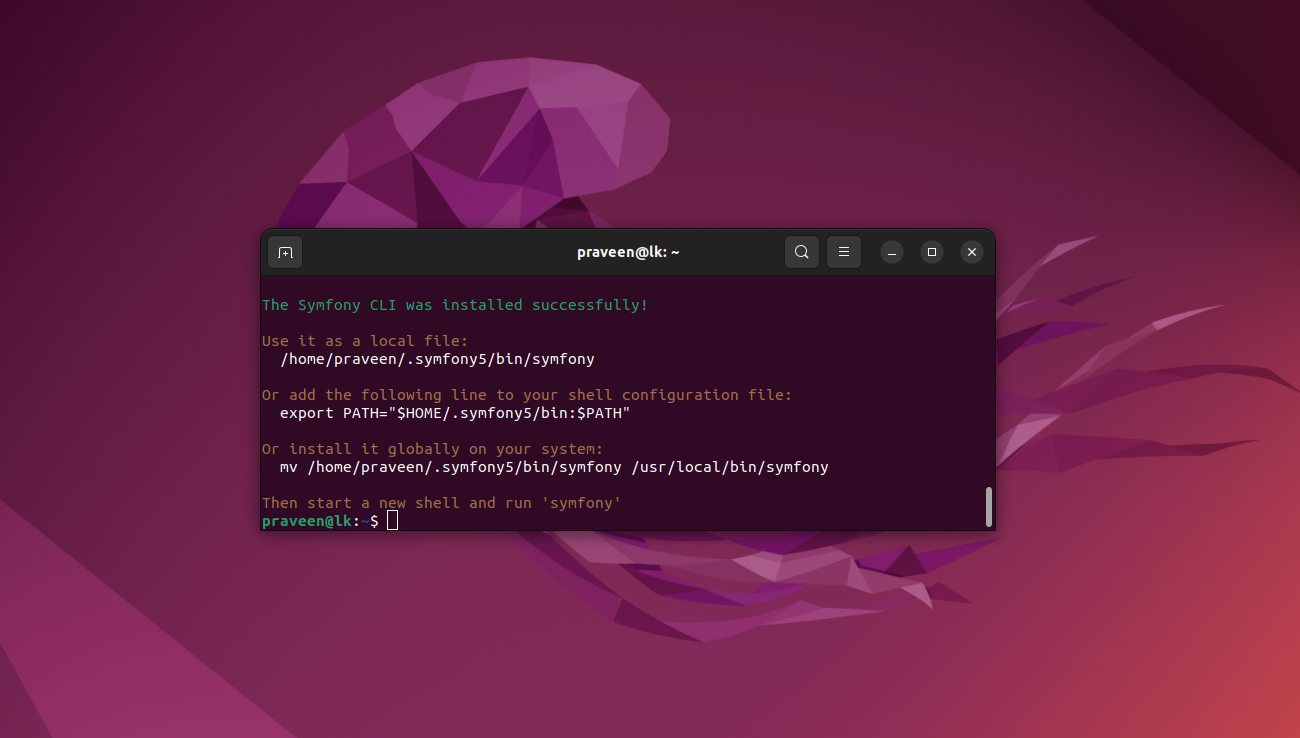 praveen@lk: ~
The Symfony CLI was installed successfully!
Use it as a local file:
/home/praveen/.symfony5/bin/symfony
Or add the following line to your shell configuration file:
export PATH="$HOME/.symfony5/bin:$PATH"
Or install it globally on your system:
mv /home/praveen/.symfony5/bin/symfony /usr/local/bin/symfony
Then start a new shell and run 'symfony'
praveen@lk:~$